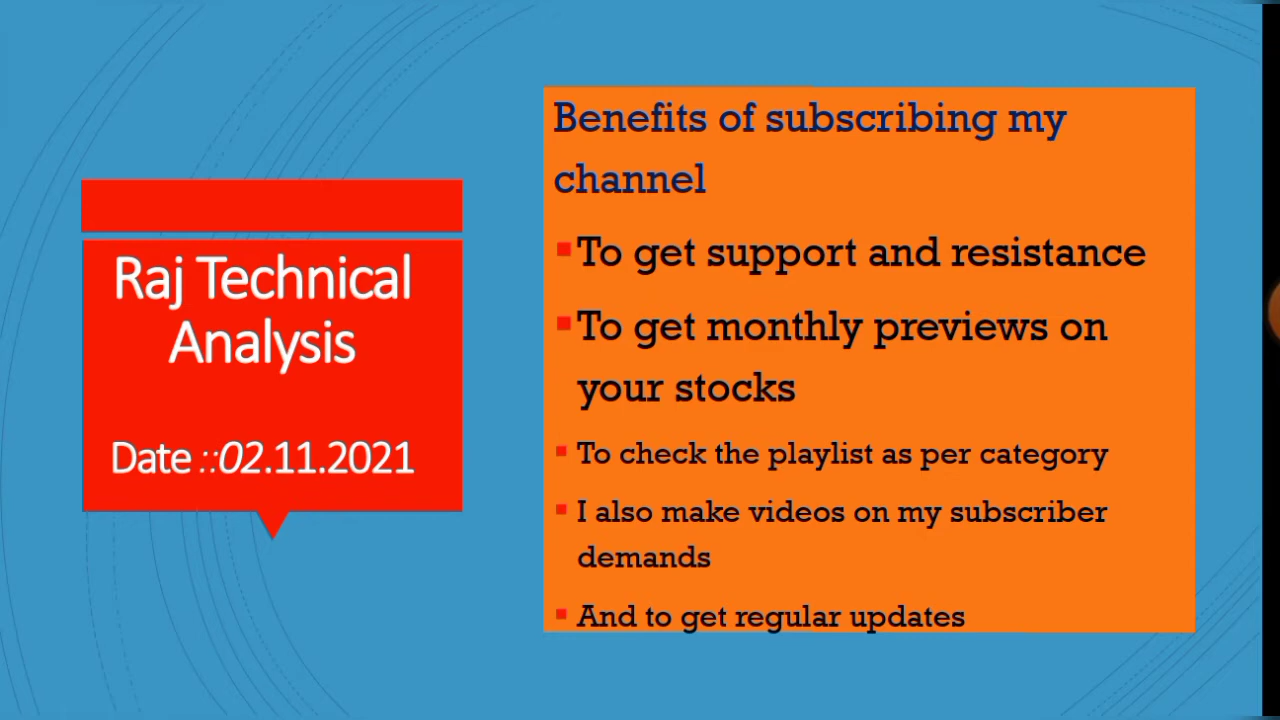 Raj Technical
Analysis
Date ::02.11.2021
Benefits of subscribing my
channel
▪To get support and resistance
▪To get monthly previews on
your stocks
▪To check the playlist as per category
▪I also make videos on my subscriber
demands
▪And to get regular updates